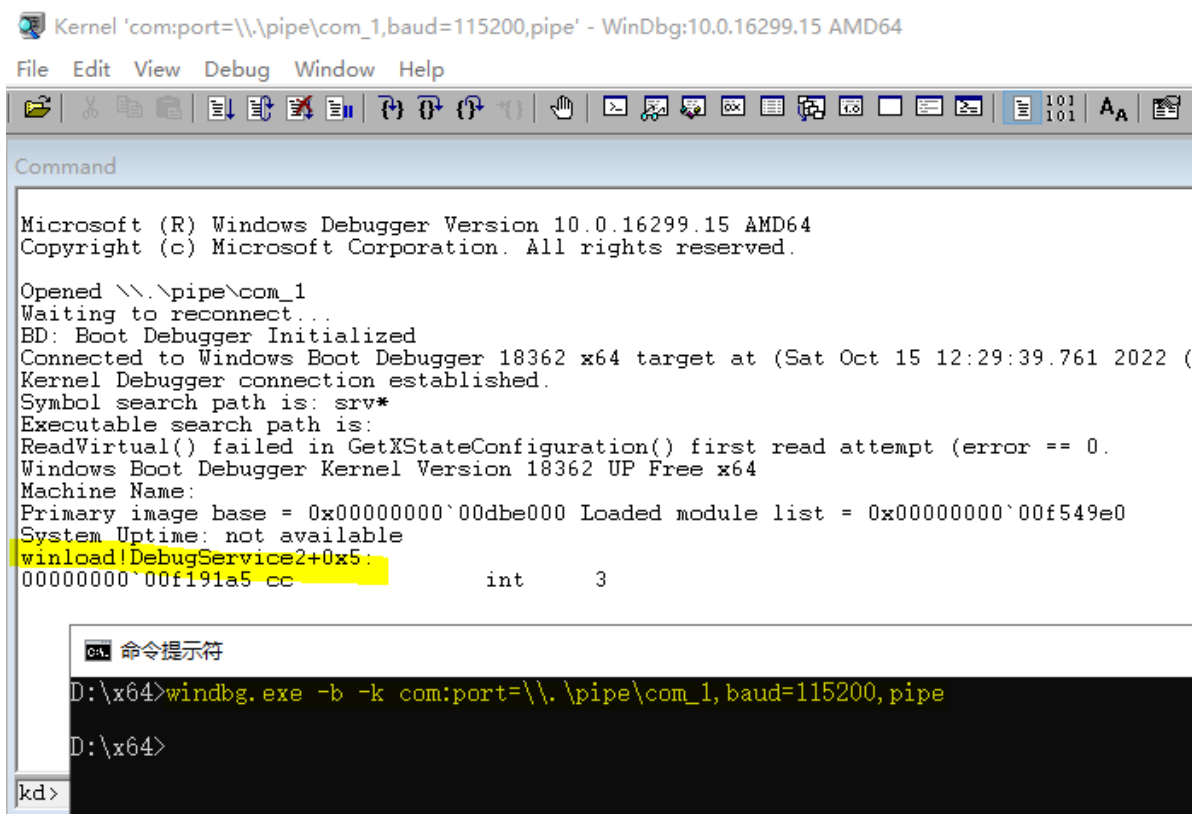 Kernel 'com:port=\\.\pipe\com_1,baud=115200,pipe' - WinDbg:10.0.16299.15 AMD64
File Edit View Debug Window Help
101
101
AA
Command
Microsoft (R) Windows Debugger Version 10.0.16299.15 AMD64
Copyright (c) Microsoft Corporation. All rights reserved.
Opened \\.\pipe\com_1
Waiting to reconnect...
BD: Boot Debugger Initialized
Connected to Windows Boot Debugger 18362 x64 target at (Sat Oct 15 12:29:39.761 2022 (
Kernel Debugger connection established.
Symbol search path is: srv*
Executable search path is:
ReadVirtual() failed in GetXStateConfiguration() first read attempt (error == 0.
Windows Boot Debugger Kernel Version 18362 UP Free x64
Machine Name:
Primary image base = 0x00000000`00dbe000 Loaded module list = 0x00000000`00f549e0
System Uptime: not available
winload!DebugService2+0x5:
00000000`00f191a5 cc int 3
命令提示符
D:\x64>windbg.exe -b -k com:port=\\.\pipe\com_1,baud=115200,pipe
D:\x64>
kd>